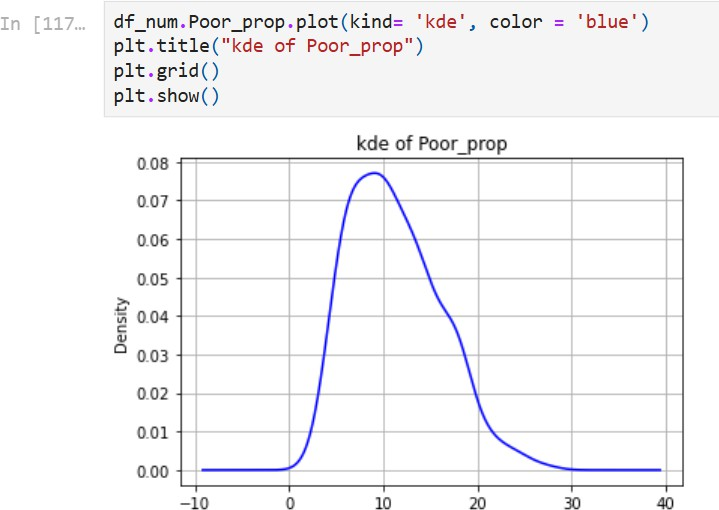 In [117…
df_num.Poor_prop.plot(kind= 'kde', color = 'blue')
plt.title("kde of Poor_prop")
plt.grid()
plt.show()
kde of Poor_prop
0.08
0.07
0.06
0.05
0.04
0.03
0.02
0.01
0.00
Density
−10 0 10 20 30 40